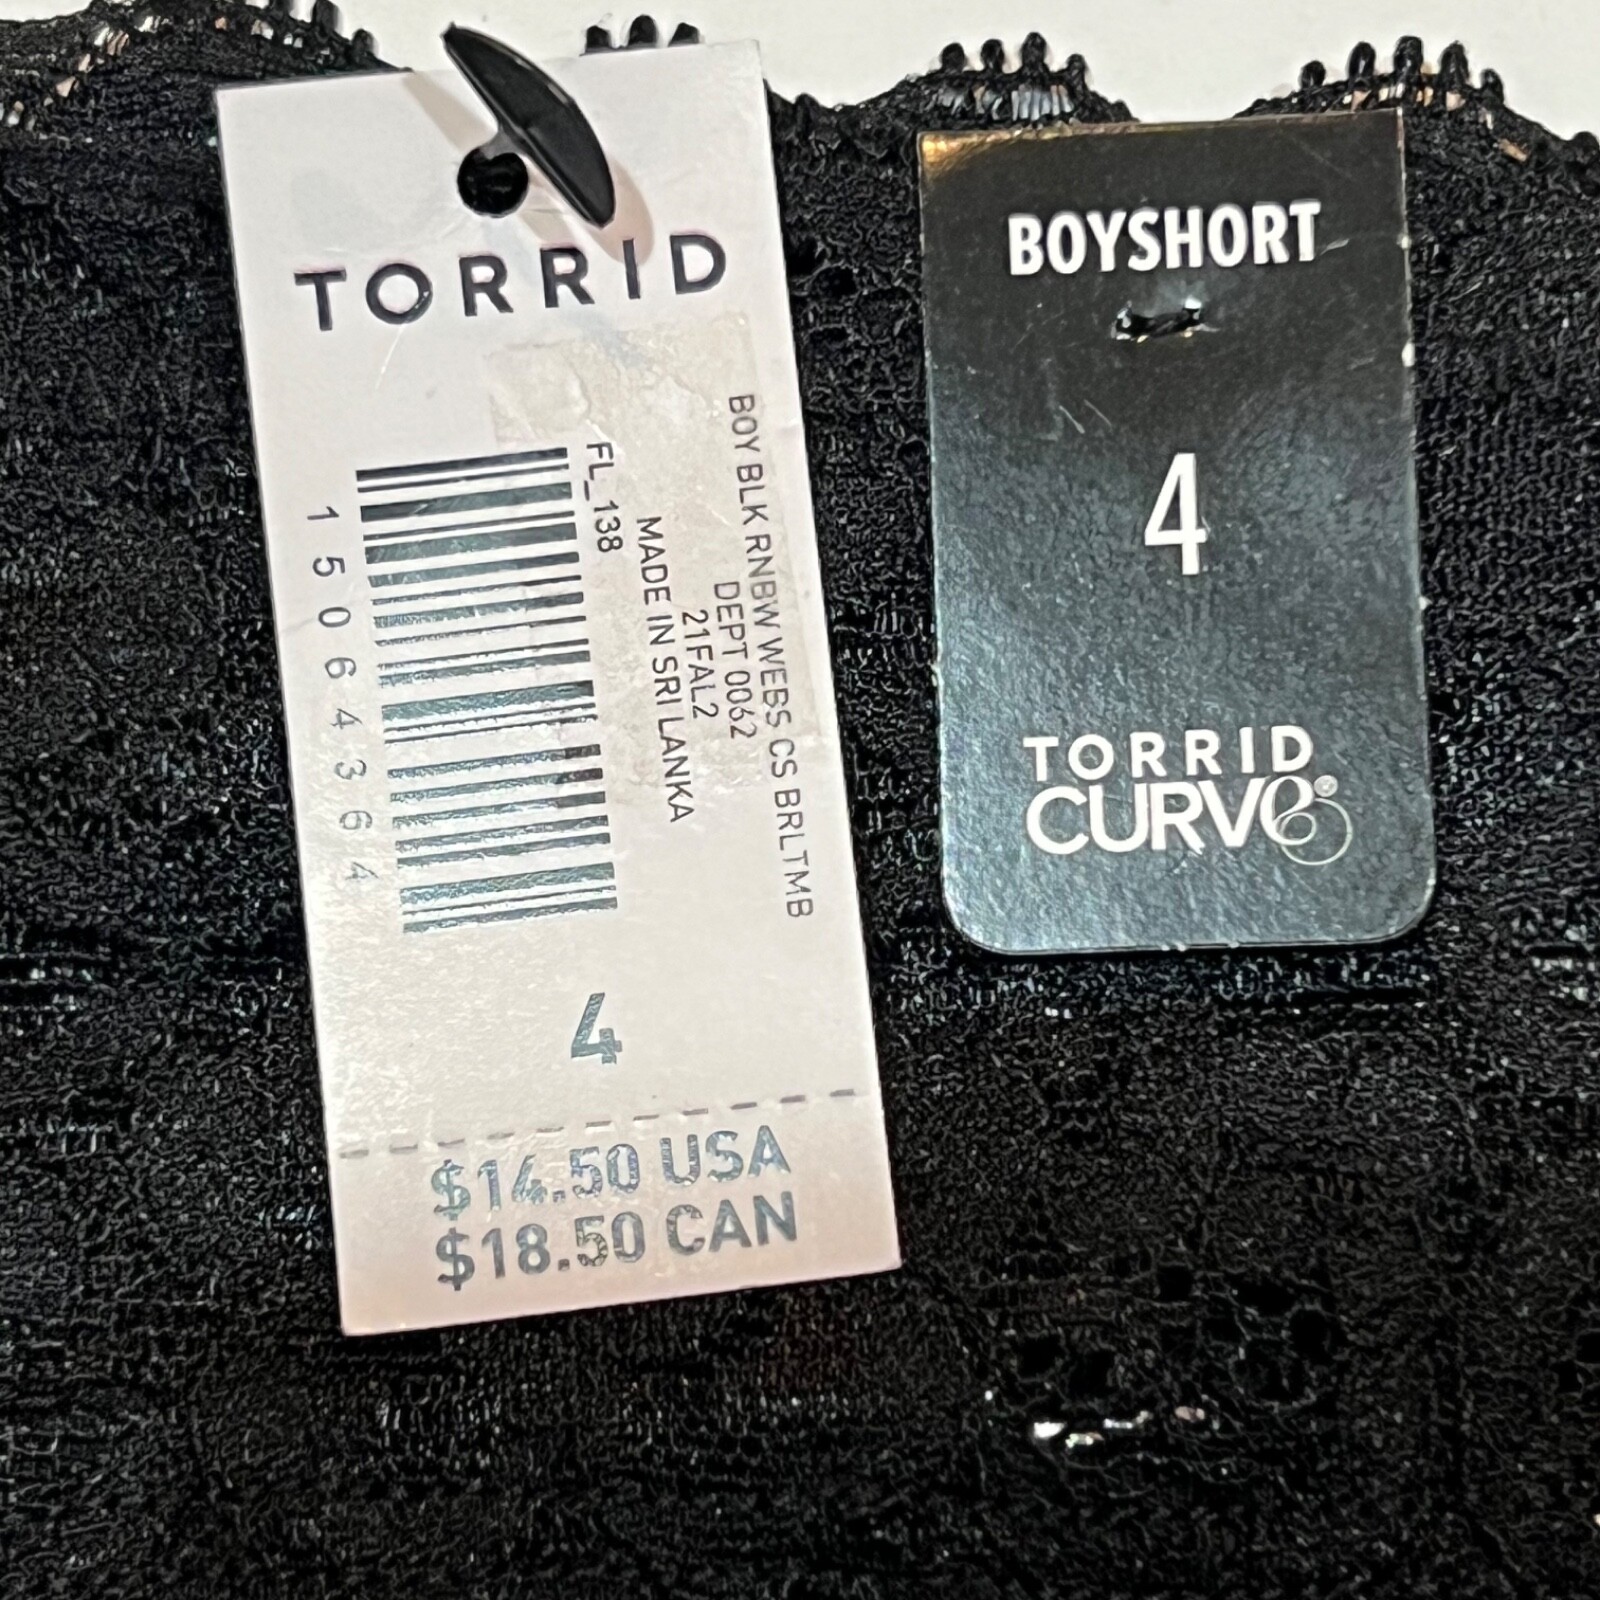 TORRID
BOY BLK RNBW WEBS CS BRLTMB
DEPT 0062
21FAL2
MADE IN SRI LANKA
FL_138
15064364
4
$14.50 USA
$18.50 CAN
BOYSHORT
4
TORRID
CURVE®